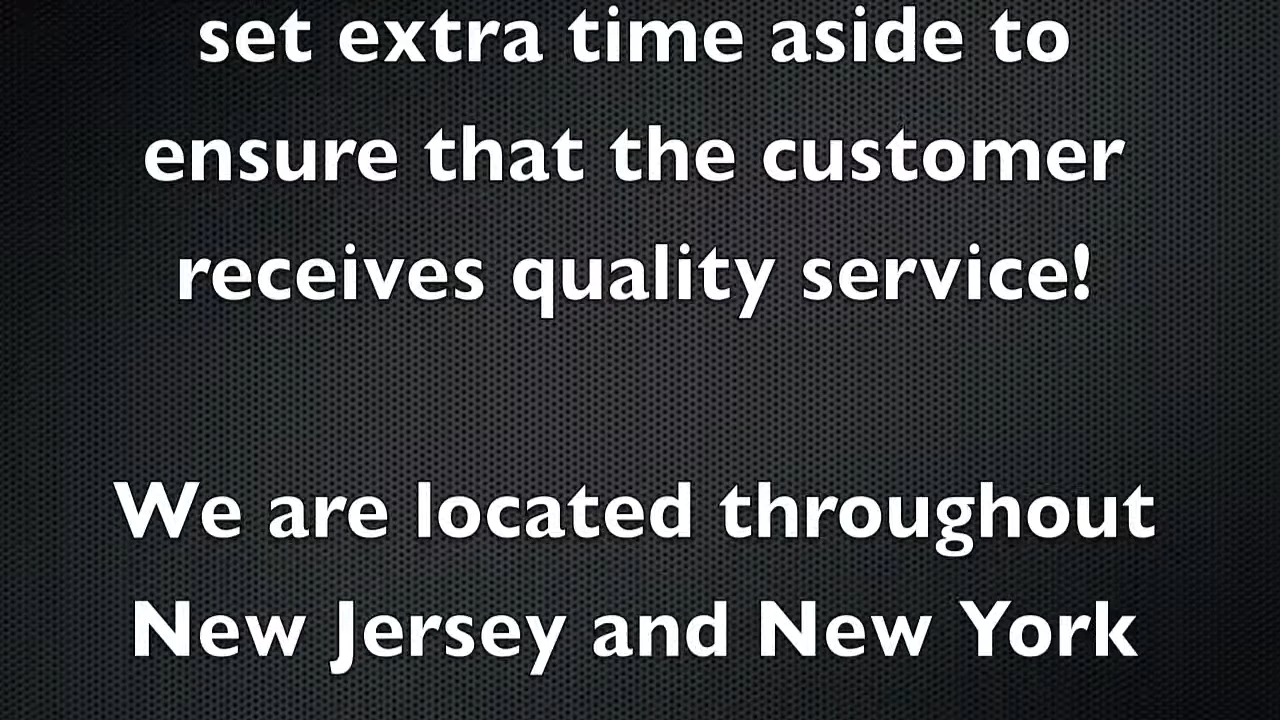 set extra time aside to
ensure that the customer
receives quality service!
We are located throughout
New Jersey and New York